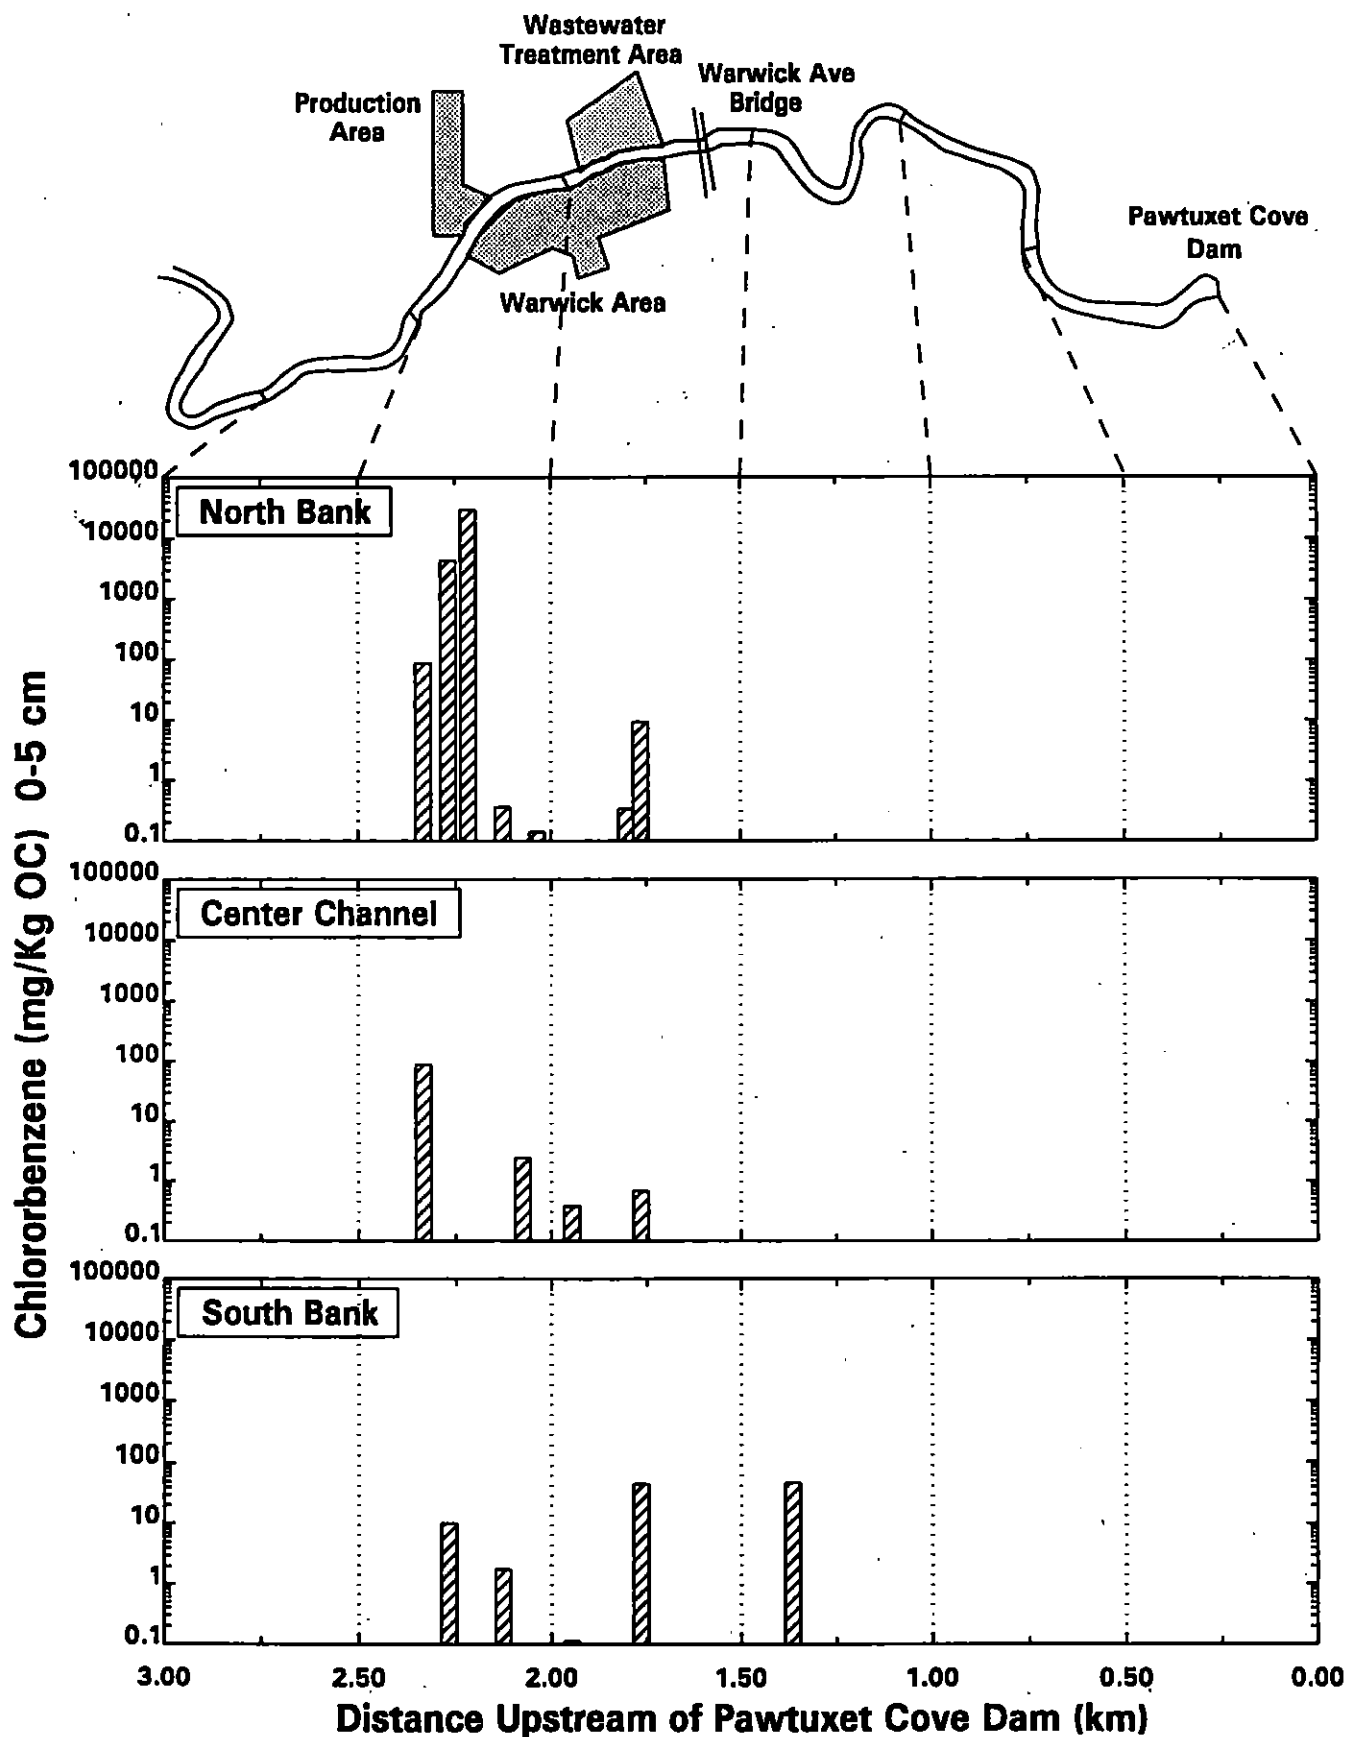 Wastewater
Treatment Area
Warwick Ave
Bridge
Production
Area
Pawtuxet Cove
Dam
Warwick Area
Chlororbenzene (mg/Kg OC) 0-5 cm
100000
10000
1000
100
10
1
0.1
North Bank
100000
10000
1000
100
10
1
0.1
Center Channel
100000
10000
1000
100
10
1
0.1
South Bank
3.00 2.50 2.00 1.50 1.00 0.50 0.00
Distance Upstream of Pawtuxet Cove Dam (km)